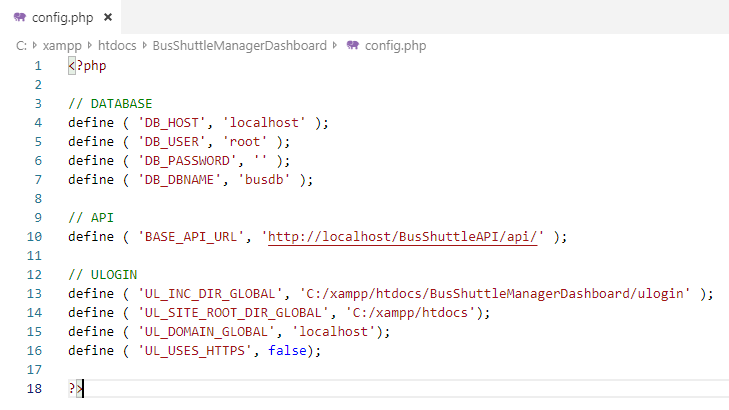 config.php ×
C: > xampp > htdocs > BusShuttleManagerDashboard > config.php
1 <?php
2
3 // DATABASE
4 define ( 'DB_HOST', 'localhost' );
5 define ( 'DB_USER', 'root' );
6 define ( 'DB_PASSWORD', '' );
7 define ( 'DB_DBNAME', 'busdb' );
8
9 // API
10 define ( 'BASE_API_URL', 'http://localhost/BusShuttleAPI/api/' );
11
12 // ULOGIN
13 define ( 'UL_INC_DIR_GLOBAL', 'C:/xampp/htdocs/BusShuttleManagerDashboard/ulogin' );
14 define ( 'UL_SITE_ROOT_DIR_GLOBAL', 'C:/xampp/htdocs');
15 define ( 'UL_DOMAIN_GLOBAL', 'localhost');
16 define ( 'UL_USES_HTTPS', false);
17
18 ?>